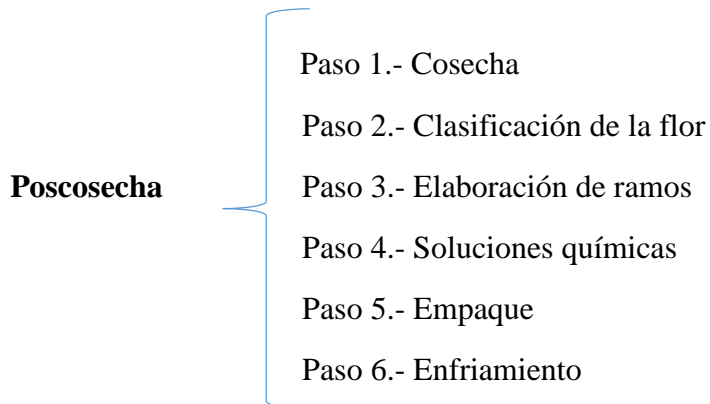 Poscosecha
Paso 1.- Cosecha
Paso 2.- Clasificación de la flor
Paso 3.- Elaboración de ramos
Paso 4.- Soluciones químicas
Paso 5.- Empaque
Paso 6.- Enfriamiento